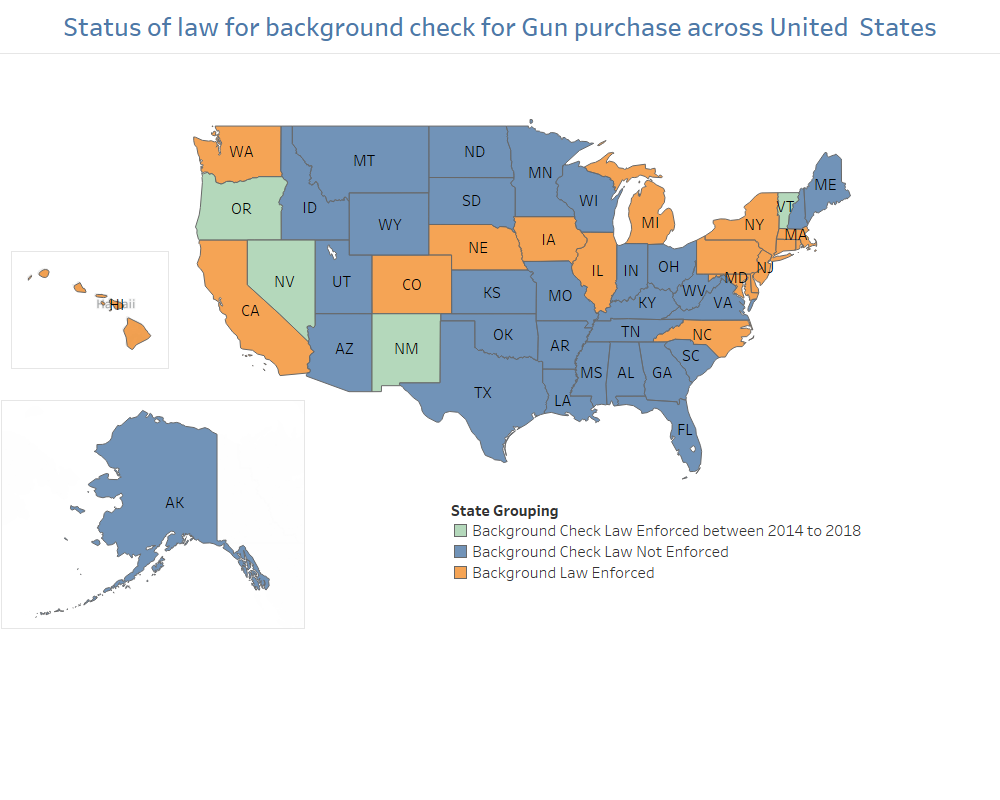 Status of law for background check for Gun purchase across United States
WA
MT
ND
MN
ME
OR
ID
SD
WI
VT
WY
MI
NY
MA
NE
IA
NV
UT
CO
IL
IN
OH
NJ
MD
CA
KS
MO
KY
WV
VA
HI
Hawaii
AZ
NM
OK
AR
TN
NC
SC
TX
MS
AL
GA
LA
FL
AK
State Grouping
Background Check Law Enforced between 2014 to 2018
Background Check Law Not Enforced
Background Law Enforced